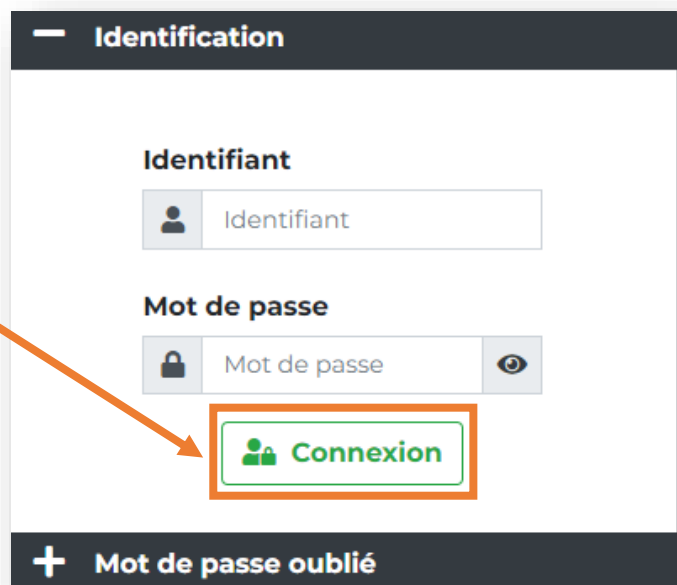 Identification
Identifiant
Identifiant
Mot de passe
Mot de passe
Connexion
Mot de passe oublié